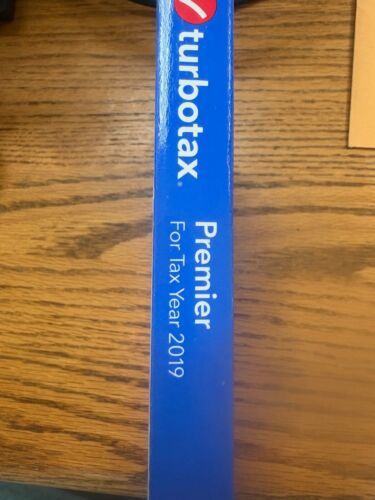 turbotax.
Premier
For Tax Year 2019